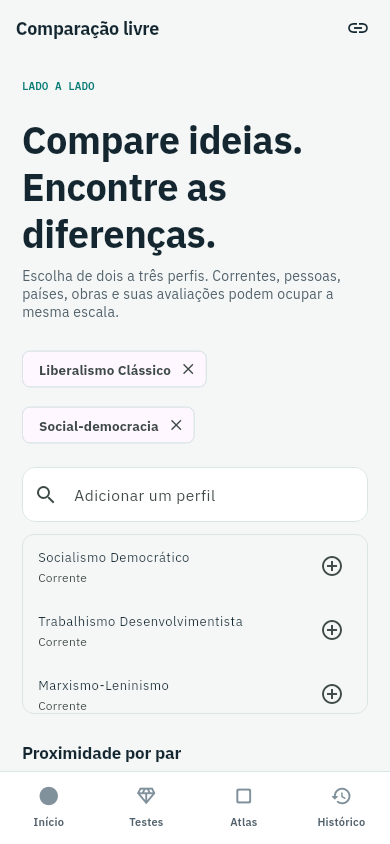 Comparação livre
LADO A LADO
Compare ideias.
Encontre as
diferenças.
Escolha de dois a três perfis. Correntes, pessoas,
países, obras e suas avaliações podem ocupar a
mesma escala.
Liberalismo Clássico
Social-democracia
Adicionar um perfil
Socialismo Democrático
Corrente
Trabalhismo Desenvolvimentista
Corrente
Marxismo-Leninismo
Corrente
Proximidade por par
Início Testes Atlas Histórico